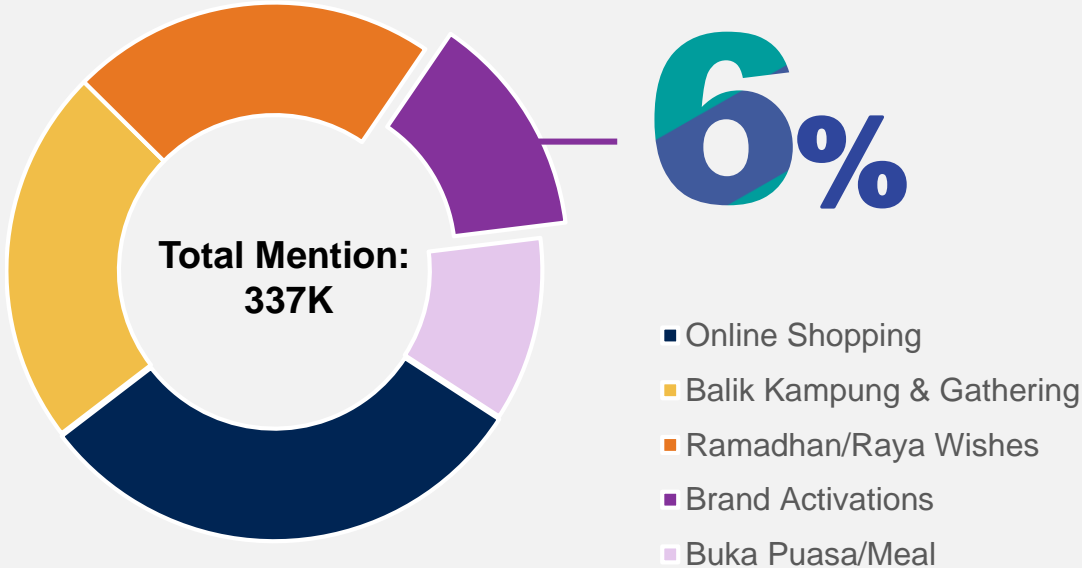 6%
Total Mention:
337K
Online Shopping
Balik Kampung & Gathering
Ramadhan/Raya Wishes
Brand Activations
Buka Puasa/Meal